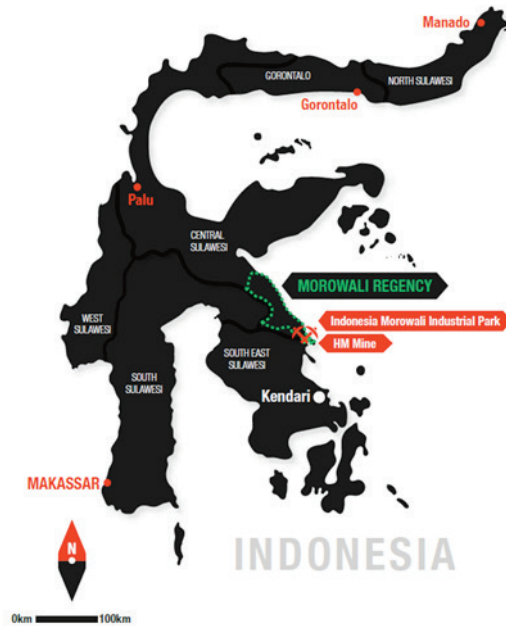 Manado
GORONTALO
NORTH SULAWESI
Gorontalo
Palu
CENTRAL
SULAWESI
MOROWALI REGENCY
Indonesia Morowali Industrial Park
HM Mine
WEST
SULAWESI
SOUTH EAST
SULAWESI
SOUTH
SULAWESI
Kendari
MAKASSAR
N
INDONESIA
0km 100km